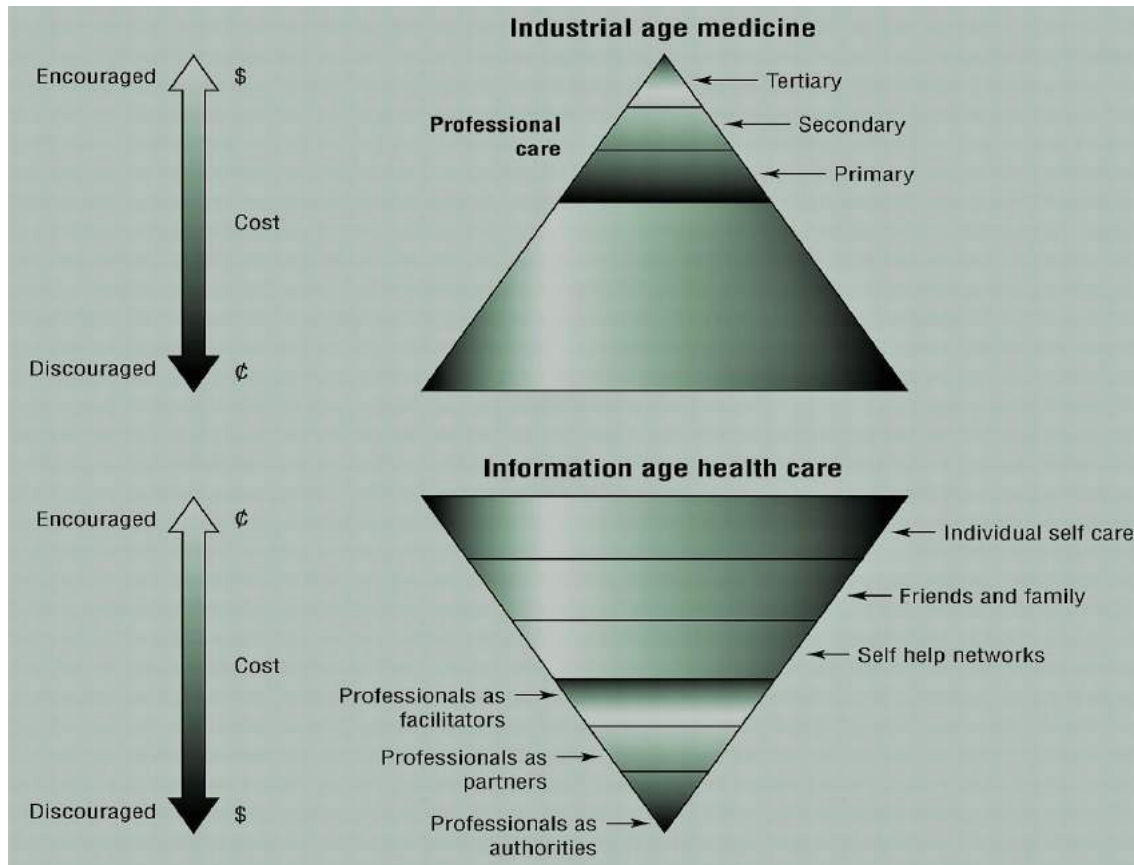 Industrial age medicine
Encouraged
$
Tertiary
Professional
care
Secondary
Primary
Cost
Discouraged
¢
Information age health care
Encouraged
¢
Individual self care
Friends and family
Self help networks
Cost
Professionals as
facilitators
Professionals as
partners
Discouraged
$
Professionals as
authorities